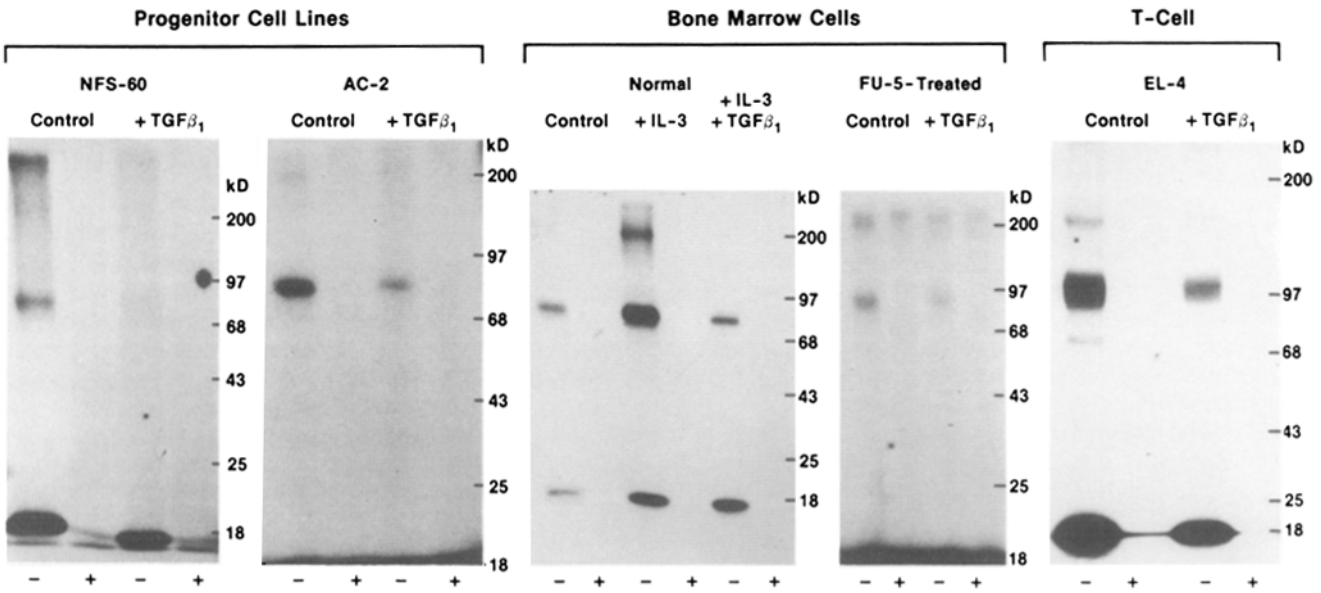 Progenitor Cell Lines
Bone Marrow Cells
T-Cell
NFS-60
AC-2
Normal
FU-5-Treated
EL-4
Control
+ TGFβ1
Control
+ TGFβ1
Control
+ IL-3
+ IL-3
+ TGFβ1
Control
+ TGFβ1
Control
+ TGFβ1
kD
200
97
68
43
25
18
kD
200
97
68
43
25
18
kD
200
97
68
43
25
18
kD
200
97
68
43
25
18
kD
200
97
68
43
25
18
− + − +
− + − +
− + − + − +
− + − +
− + − +